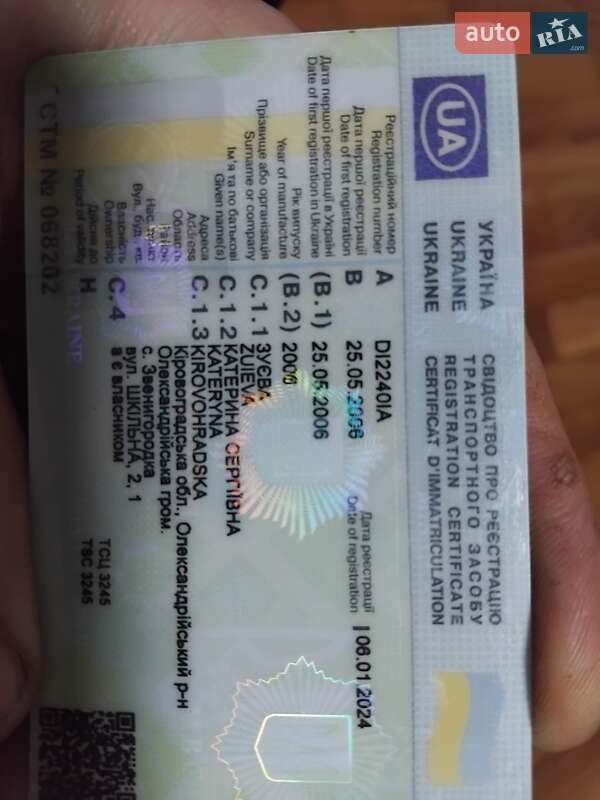 auto RIA .com
UA
УКРАЇНА
UKRAINE
UKRAINE
СВІДОЦТВО ПРО РЕЄСТРАЦІЮ
ТРАНСПОРТНОГО ЗАСОБУ
REGISTRATION CERTIFICATE
CERTIFICAT D'IMMATRICULATION
Реєстраційний номер A DI2240IA
Registration number
Дата першої реєстрації B 25.05.2006 Дата реєстрації I 06.01.2024
Date of first registration Date of registration
Дата першої реєстрації в Україні (B.1) 25.05.2006
Date of first registration in Ukraine
Рік випуску (B.2) 2006
Year of manufacture
Прізвище або організація C.1.1 ЗУЄВА
Surname or company ZUIEVA
Ім'я та по батькові C.1.2 КАТЕРИНА СЕРГІЇВНА
Given name(s) KATERYNA
Адреса C.1.3 KIROVOHRADSKA
Address
Область Кіровоградська обл., Олександрійський р-н
Район Олександрійська гром.
Нас. пункт с. Звенигородка
Вул., буд., кв. вул. ШКІЛЬНА, 2, 1
Власність C.4 а є власником
Ownership
Дійсне до H
Period of validity
ТСЦ 3245
TSC 3245
СТМ № 068202
UKRAINE